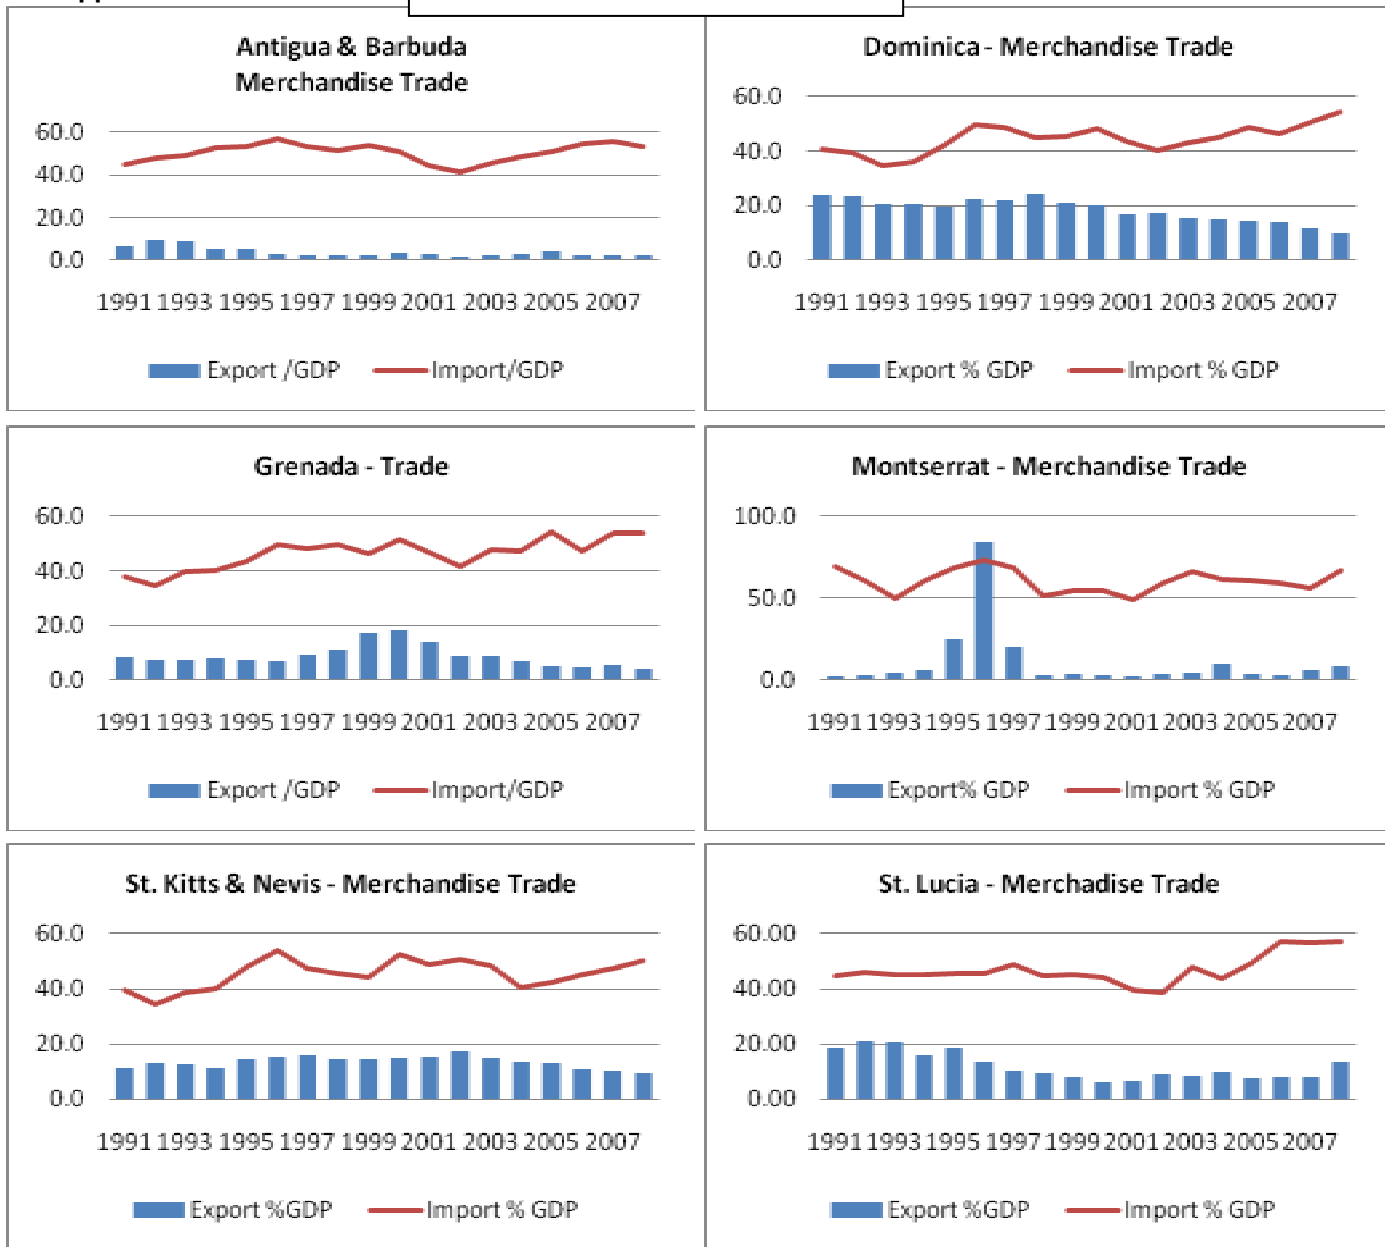 Antigua & Barbuda
Merchandise Trade
60.0
40.0
20.0
0.0
1991 1993 1995 1997 1999 2001 2003 2005 2007
Export /GDP Import/GDP
Dominica - Merchandise Trade
60.0
40.0
20.0
0.0
1991 1993 1995 1997 1999 2001 2003 2005 2007
Export % GDP Import % GDP
Grenada - Trade
60.0
40.0
20.0
0.0
1991 1993 1995 1997 1999 2001 2003 2005 2007
Export /GDP Import/GDP
Montserrat - Merchandise Trade
100.0
50.0
0.0
1991 1993 1995 1997 1999 2001 2003 2005 2007
Export% GDP Import % GDP
St. Kitts & Nevis - Merchandise Trade
60.0
40.0
20.0
0.0
1991 1993 1995 1997 1999 2001 2003 2005 2007
Export %GDP Import % GDP
St. Lucia - Merchadise Trade
60.00
40.00
20.00
0.00
1991 1993 1995 1997 1999 2001 2003 2005 2007
Export %GDP Import % GDP